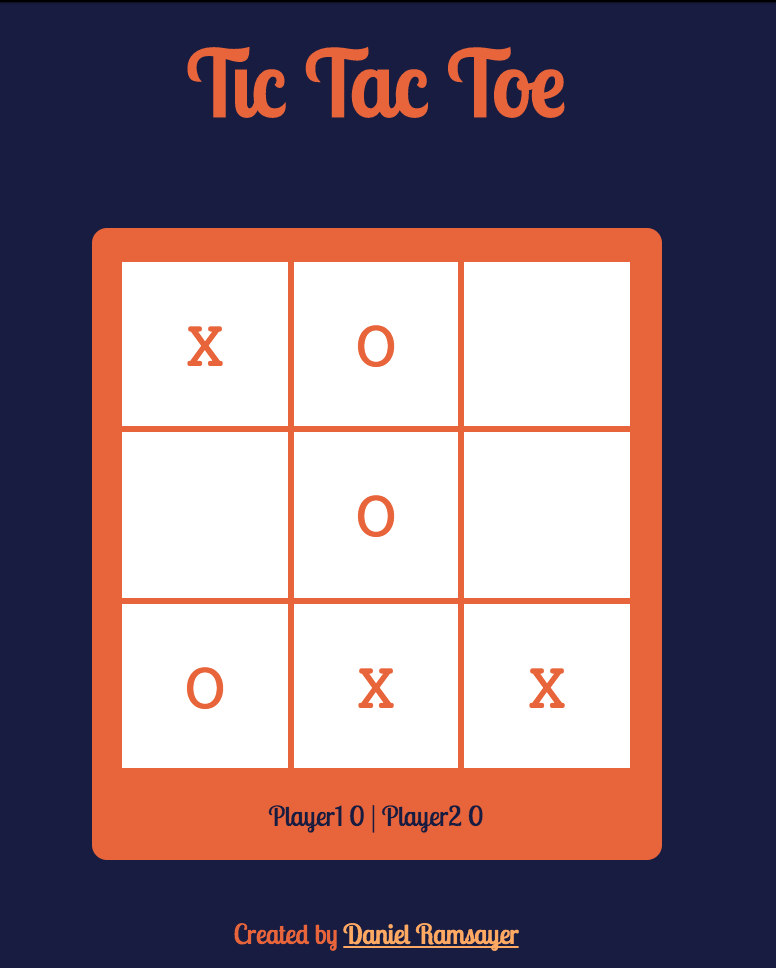 Tic Tac Toe
x o
o
o x x
Player1 0 | Player2 0
Created by Daniel Ramsayer